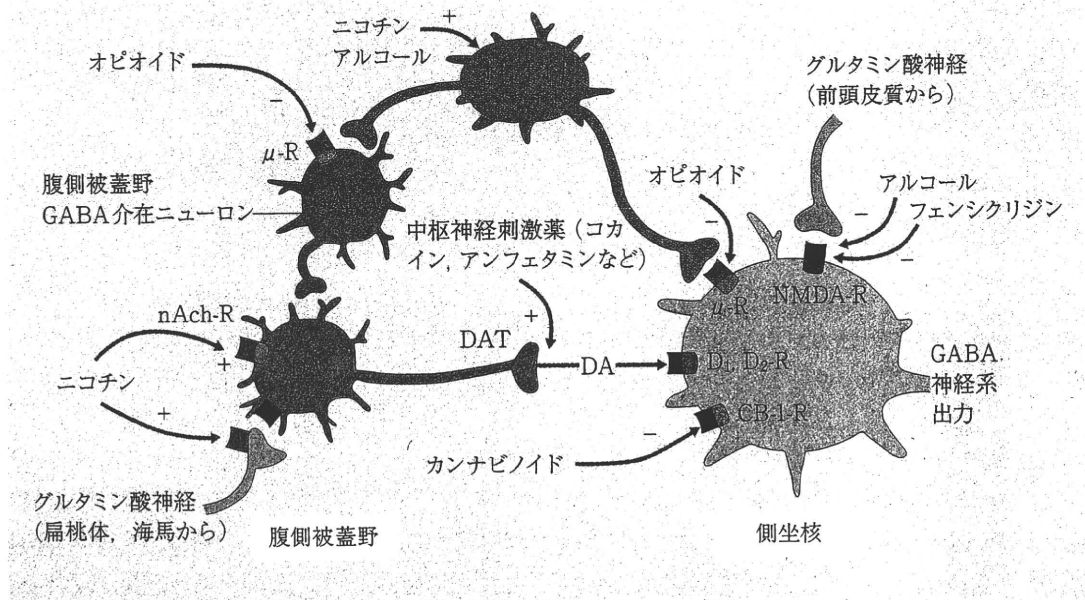 ニコチン
アルコール
+
オピオイド
−
μ-R
腹側被蓋野
GABA介在ニューロン
グルタミン酸神経
(前頭皮質から)
オピオイド
−
アルコール
フェンシクリジン
−
−
中枢神経刺激薬(コカ
イン, アンフェタミンなど)
+
μ-R
NMDA-R
nAch-R
+
ニコチン
+
DAT
DA
D₁, D₂-R
GABA
神経系
出力
CB-1-R
−
カンナビノイド
グルタミン酸神経
(扁桃体, 海馬から)
腹側被蓋野
側坐核